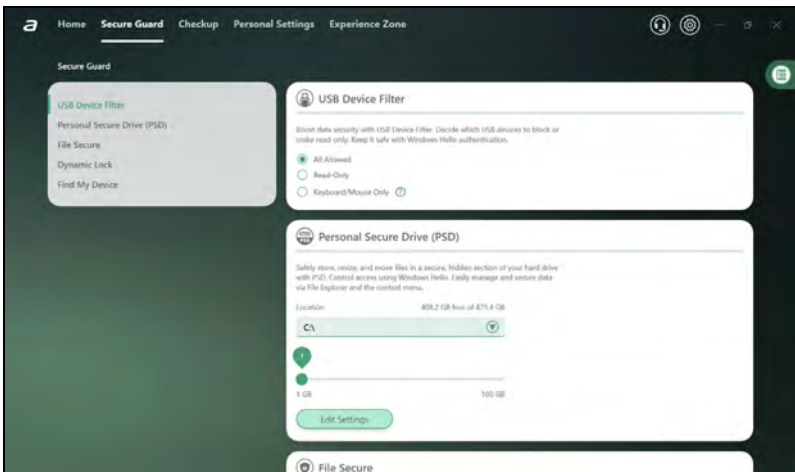 a Home Secure Guard Checkup Personal Settings Experience Zone
Secure Guard
USB Device Filter
Personal Secure Drive (PSD)
File Secure
Dynamic Lock
Find My Device
USB Device Filter
Boost data security with USB Device Filter. Decide which USB devices to block or
make read-only. Keep it safe with Windows Hello authentication.
All Allowed
Read-Only
Keyboard/Mouse Only ?
Personal Secure Drive (PSD)
Safely store, resize, and move files in a secure, hidden section of your hard drive
with PSD. Control access using Windows Hello. Easily manage and secure data
via File Explorer and the context menu.
Location 408.2 GB free of 475.4 GB
C:\
1
1 GB 100 GB
Edit Settings
File Secure